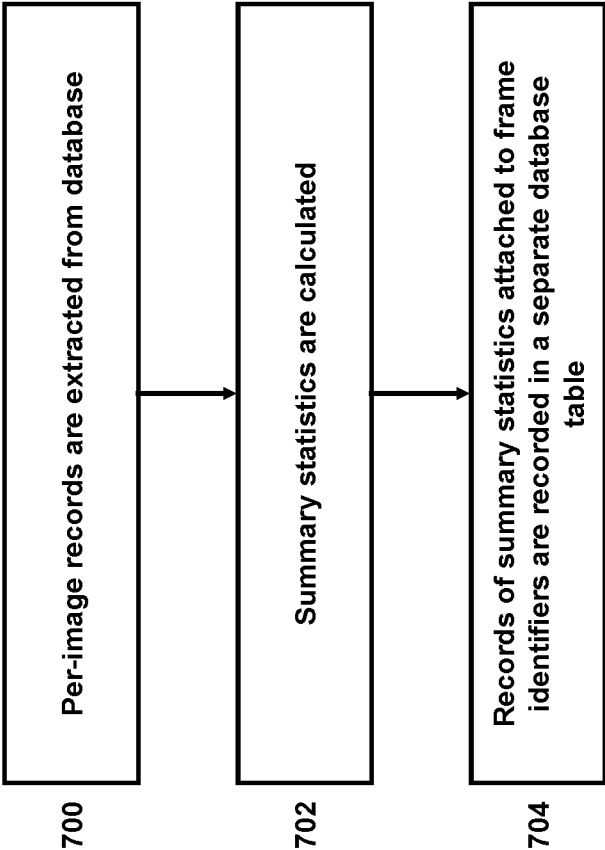 700
Per-image records are extracted from database
702
Summary statistics are calculated
704
Records of summary statistics attached to frame
identifiers are recorded in a separate database
table